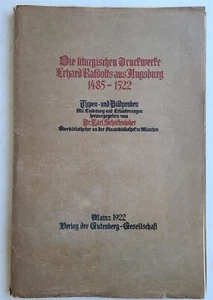 Die liturgischen Druckwerke
Erhard Ratdolts aus Augsburg
1485-1522
Typen- und Bildproben
Mit Einleitung und Erläuterungen
herausgegeben von
Dr. Karl Schottenloher
Oberbibliothekar an der Staatsbibliothek in München
Mainz 1922
Verlag der Gutenberg-Gesellschaft